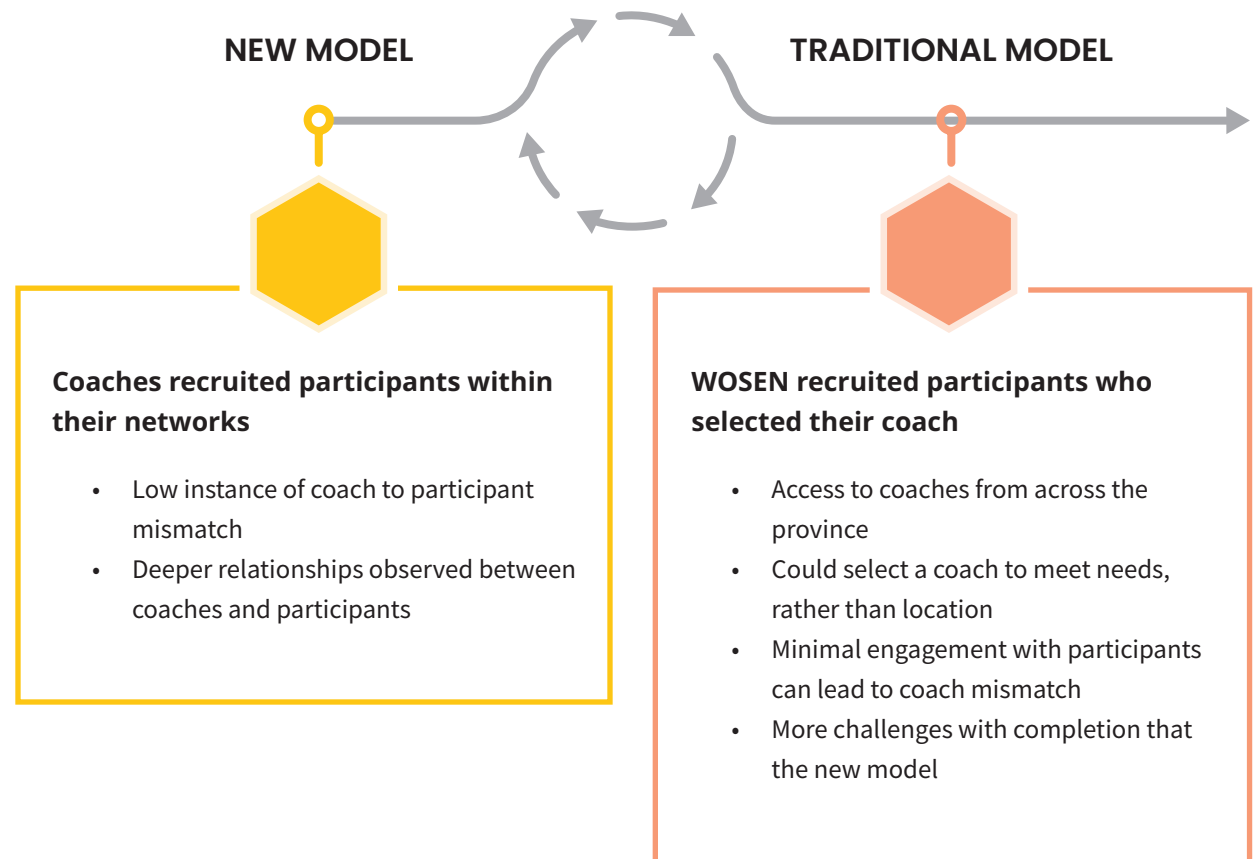 NEW MODEL
TRADITIONAL MODEL
Coaches recruited participants within
their networks
• Low instance of coach to participant
mismatch
• Deeper relationships observed between
coaches and participants
WOSEN recruited participants who
selected their coach
• Access to coaches from across the
province
• Could select a coach to meet needs,
rather than location
• Minimal engagement with participants
can lead to coach mismatch
• More challenges with completion that
the new model